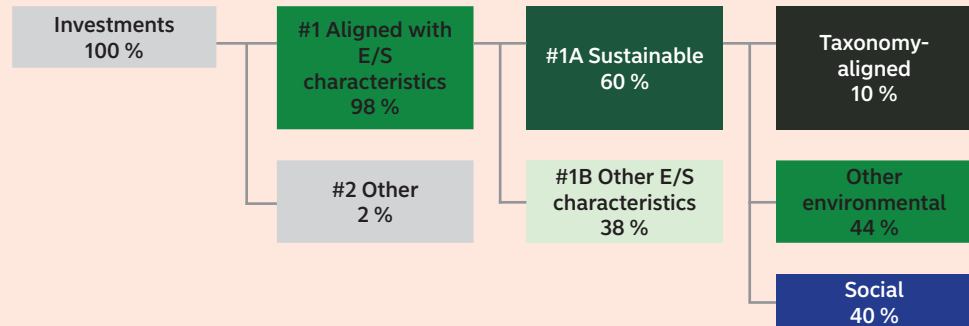 Investments
100 %
#1 Aligned with
E/S
characteristics
98 %
#1A Sustainable
60 %
Taxonomy-
aligned
10 %
#2 Other
2 %
#1B Other E/S
characteristics
38 %
Other
environmental
44 %
Social
40 %